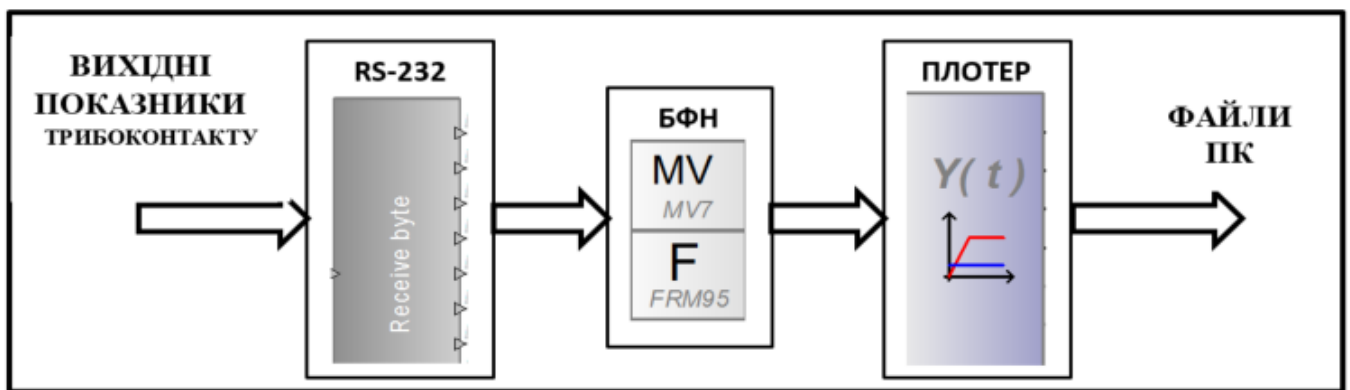 ВИХІДНІ
ПОКАЗНИКИ
ТРИБОКОНТАКТУ
RS-232
Receive byte
БФН
MV
MV7
F
FRM95
ПЛОТЕР
Y( t )
ФАЙЛИ
ПК